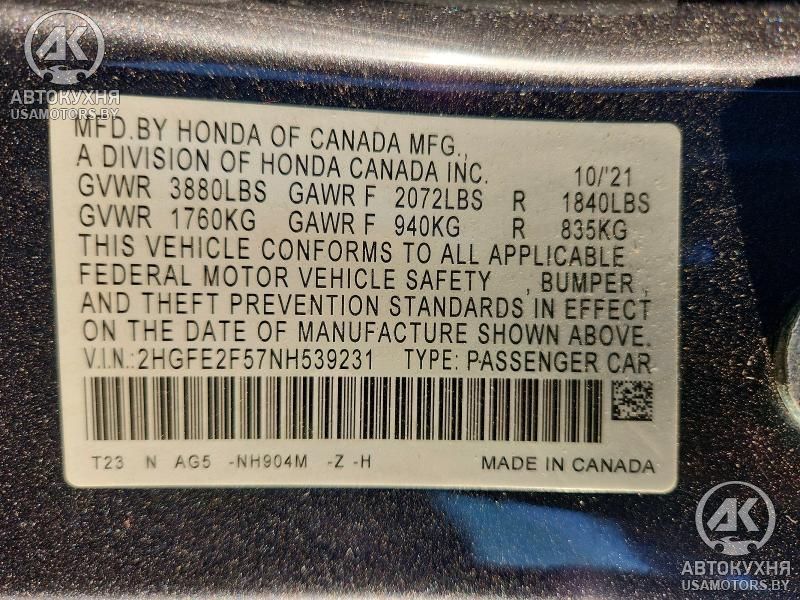 AK
АВТОКУХНЯ
USAMOTORS.BY
MFD.BY HONDA OF CANADA MFG.,
A DIVISION OF HONDA CANADA INC. 10/'21
GVWR 3880LBS GAWR F 2072LBS R 1840LBS
GVWR 1760KG GAWR F 940KG R 835KG
THIS VEHICLE CONFORMS TO ALL APPLICABLE
FEDERAL MOTOR VEHICLE SAFETY , BUMPER ,
AND THEFT PREVENTION STANDARDS IN EFFECT
ON THE DATE OF MANUFACTURE SHOWN ABOVE.
V.I.N.:2HGFE2F57NH539231 TYPE: PASSENGER CAR
T23 N AG5 -NH904M -Z -H MADE IN CANADA
AK
АВТОКУХНЯ
USAMOTORS.BY